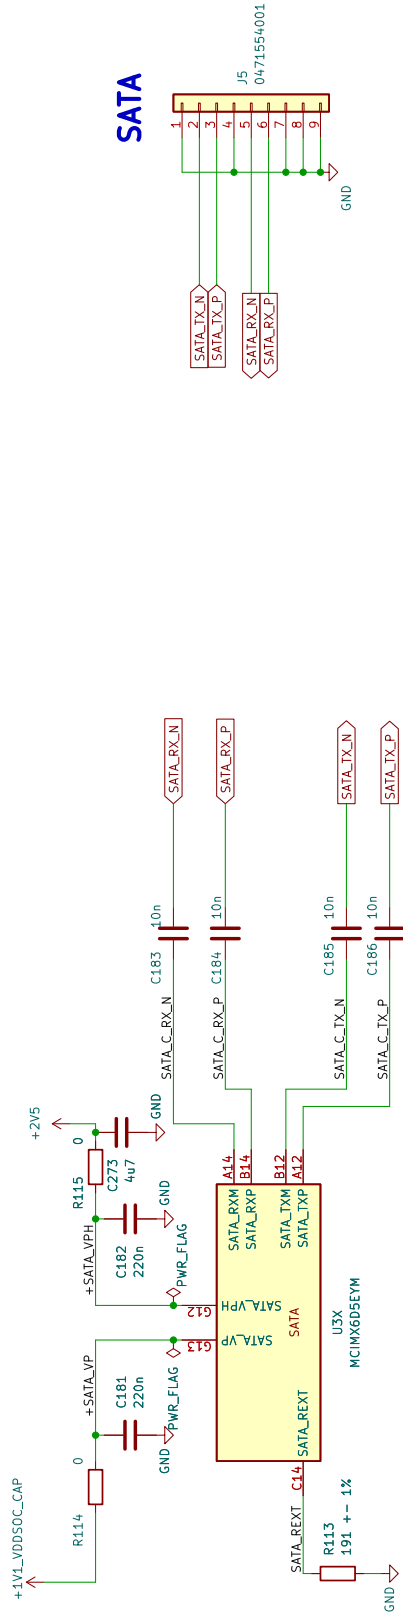 SATA
J5
0471554001
1
2
3
4
5
6
7
8
9
GND
SATA_TX_N
SATA_TX_P
SATA_RX_N
SATA_RX_P
SATA_RX_N
SATA_RX_P
SATA_TX_N
SATA_TX_P
10n
C183
10n
C184
10n
C185
10n
C186
SATA_C_RX_N
SATA_C_RX_P
SATA_C_TX_N
SATA_C_TX_P
+2V5
0
R115
C273
4u7
GND
+SATA_VPH
C182
220n
GND
PWR_FLAG
A14
B14
B12
A12
SATA_RXM
SATA_RXP
SATA_TXM
SATA_TXP
G12
SATA_VPH
G13
SATA_VP
SATA
U3X
MCIMX6D5EYM
+SATA_VP
C181
220n
GND
PWR_FLAG
0
R114
+1V1_VDDSOC_CAP
SATA_REXT
C14
SATA_REXT
R113
191 +- 1%
GND